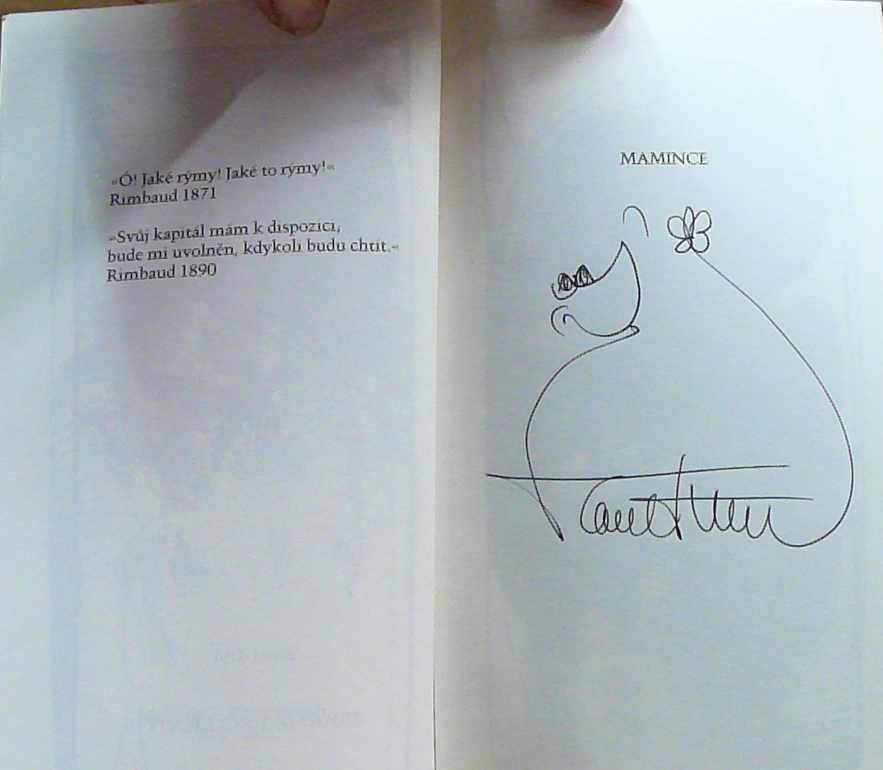 »Ó! Jaké rýmy! Jaké to rýmy!«
Rimbaud 1871
»Svůj kapitál mám k dispozici,
bude mi uvolněn, kdykoli budu chtít.«
Rimbaud 1890
MAMINCE